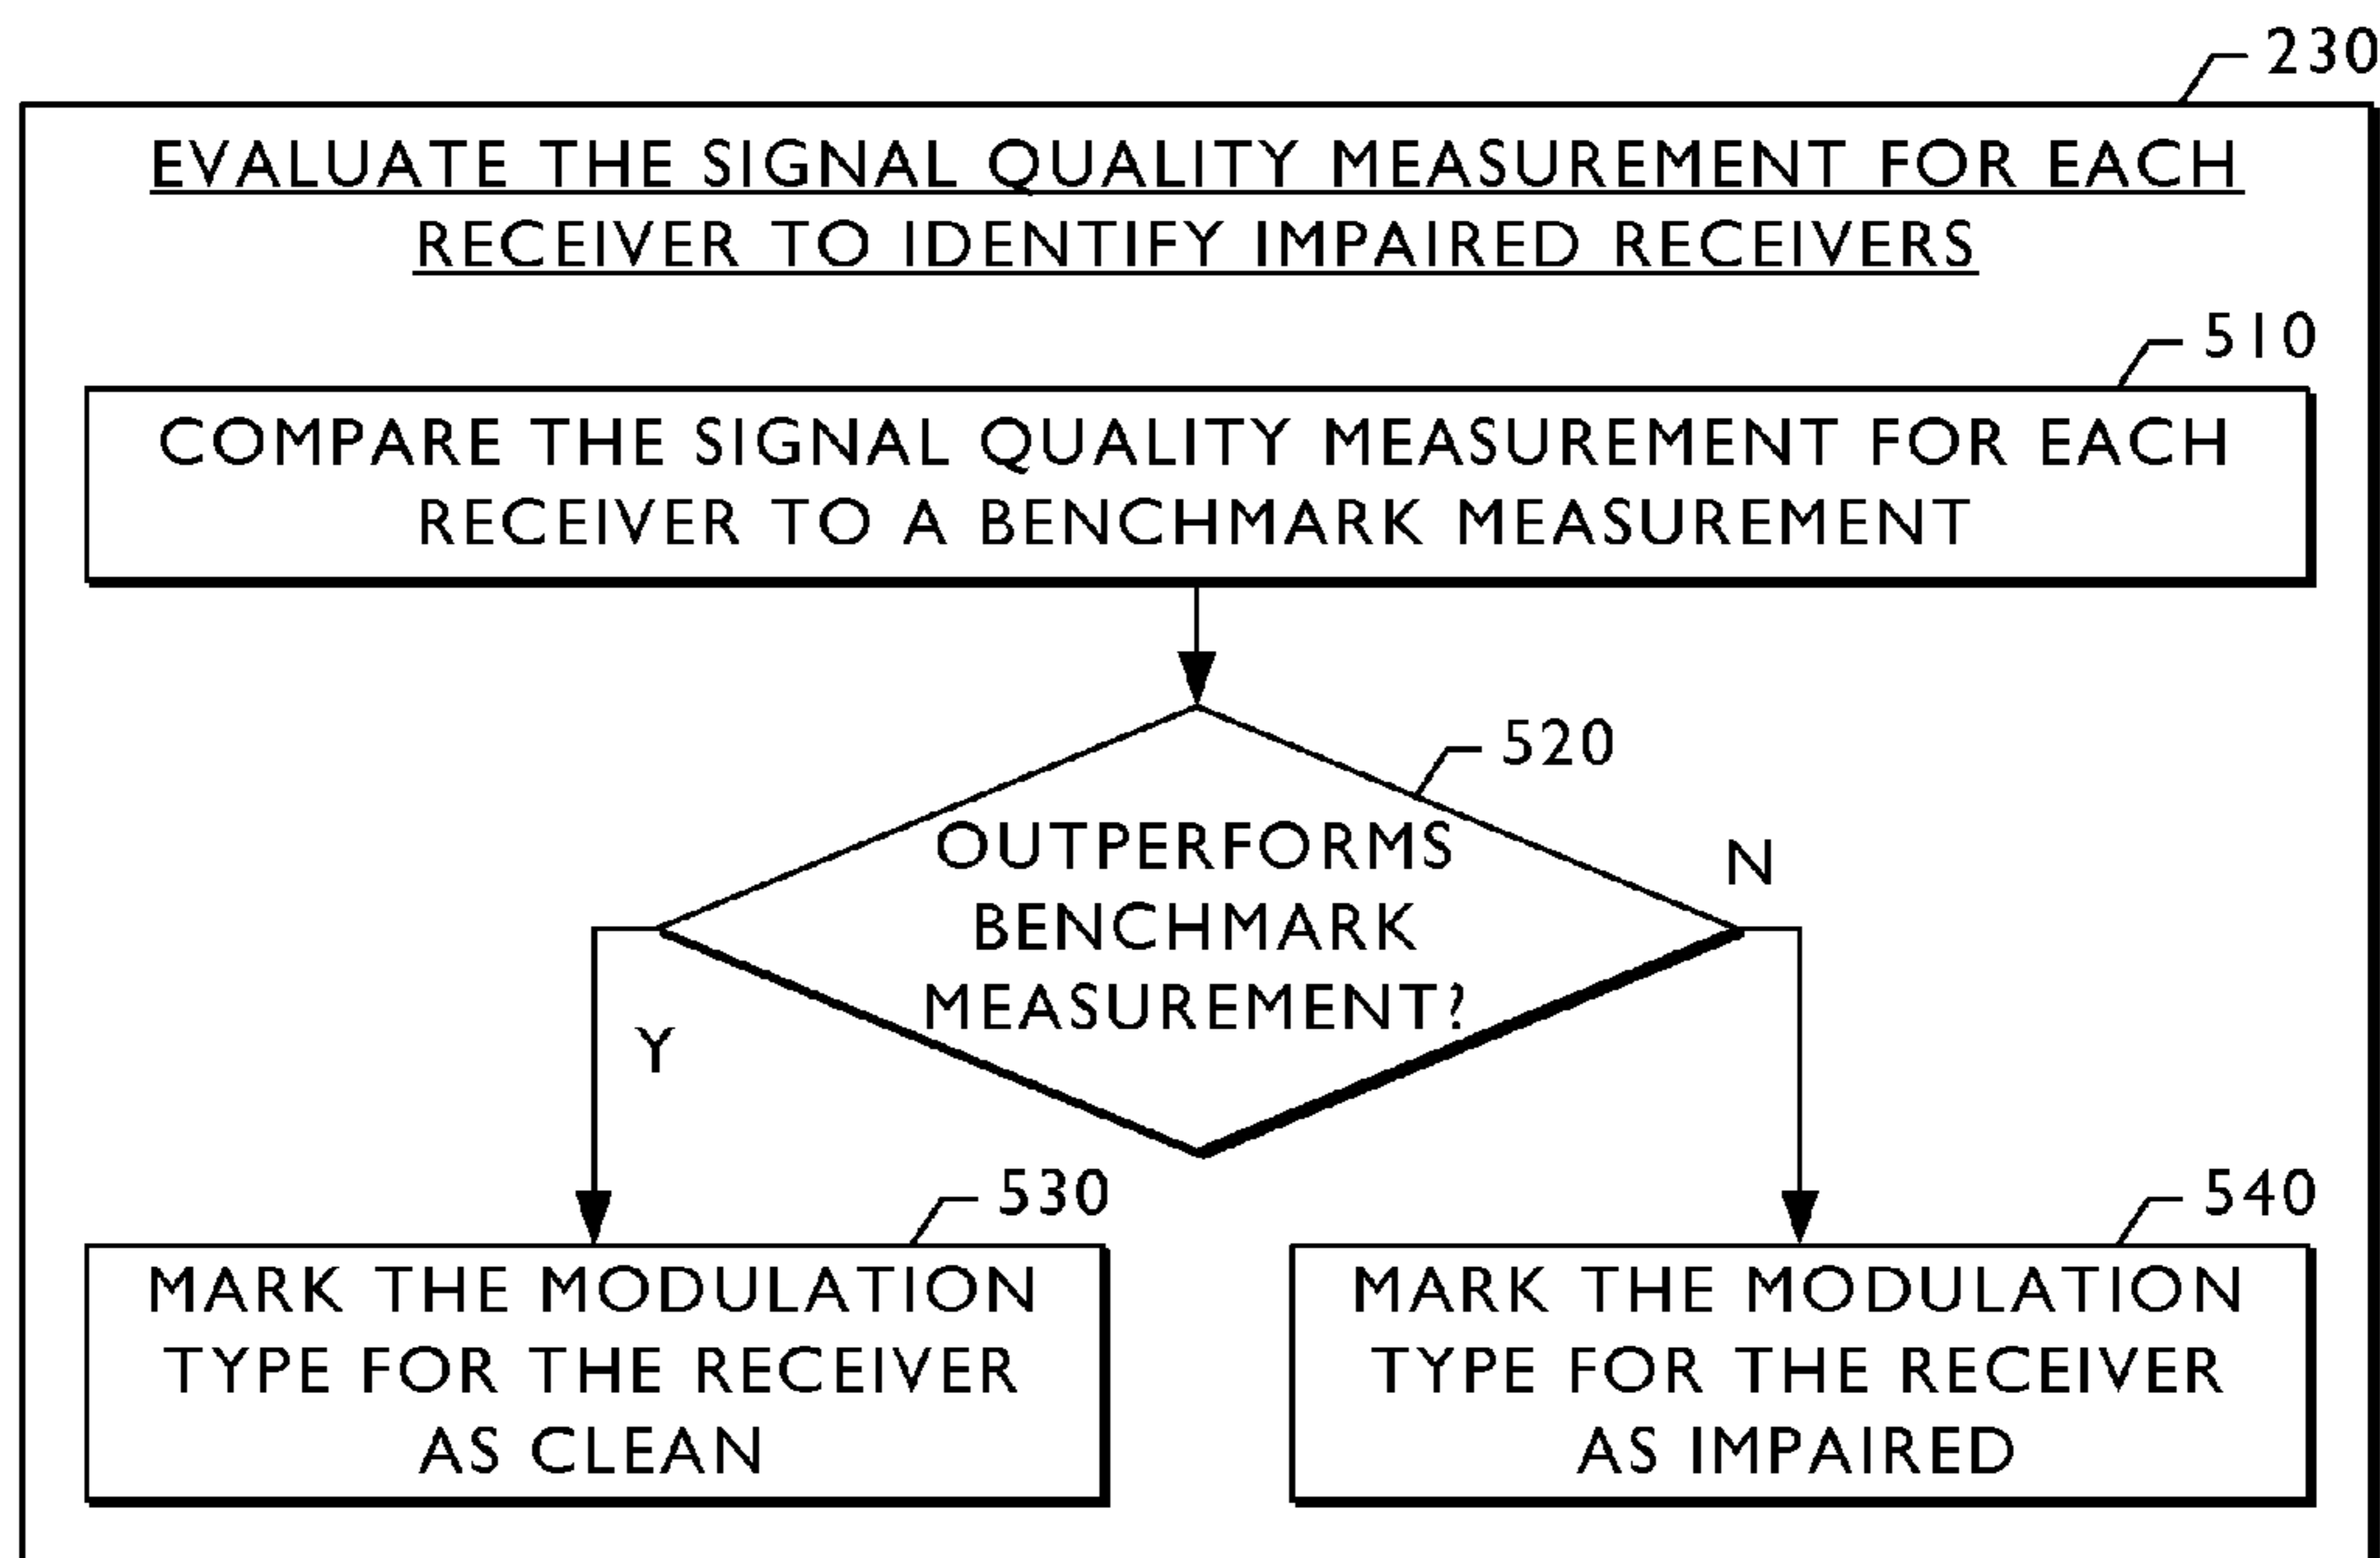 230
EVALUATE THE SIGNAL QUALITY MEASUREMENT FOR EACH
RECEIVER TO IDENTIFY IMPAIRED RECEIVERS
510
COMPARE THE SIGNAL QUALITY MEASUREMENT FOR EACH
RECEIVER TO A BENCHMARK MEASUREMENT
520
OUTPERFORMS
BENCHMARK
MEASUREMENT?
N
Y
530
MARK THE MODULATION
TYPE FOR THE RECEIVER
AS CLEAN
540
MARK THE MODULATION
TYPE FOR THE RECEIVER
AS IMPAIRED